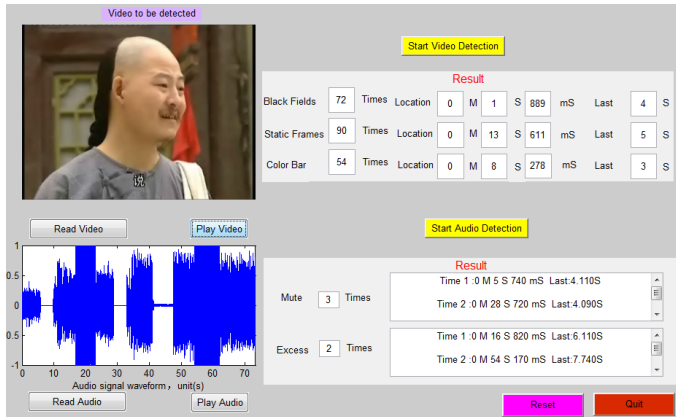 Video to be detected
Start Video Detection
Result
Black Fields 72 Times Location 0 M 1 S 889 mS Last 4 S
Static Frames 90 Times Location 0 M 13 S 611 mS Last 5 S
Color Bar 54 Times Location 0 M 8 S 278 mS Last 3 S
说
Read Video Play Video
Start Audio Detection
Result
Mute 3 Times
Time 1 :0 M 5 S 740 mS Last:4.110S
Time 2 :0 M 28 S 720 mS Last:4.090S
Excess 2 Times
Time 1 :0 M 16 S 820 mS Last:6.110S
Time 2 :0 M 54 S 170 mS Last:7.740S
1
0.5
0
0.5
-1
0 10 20 30 40 50 60 70
Audio signal waveform，unit(s)
Read Audio Play Audio
Reset Quit